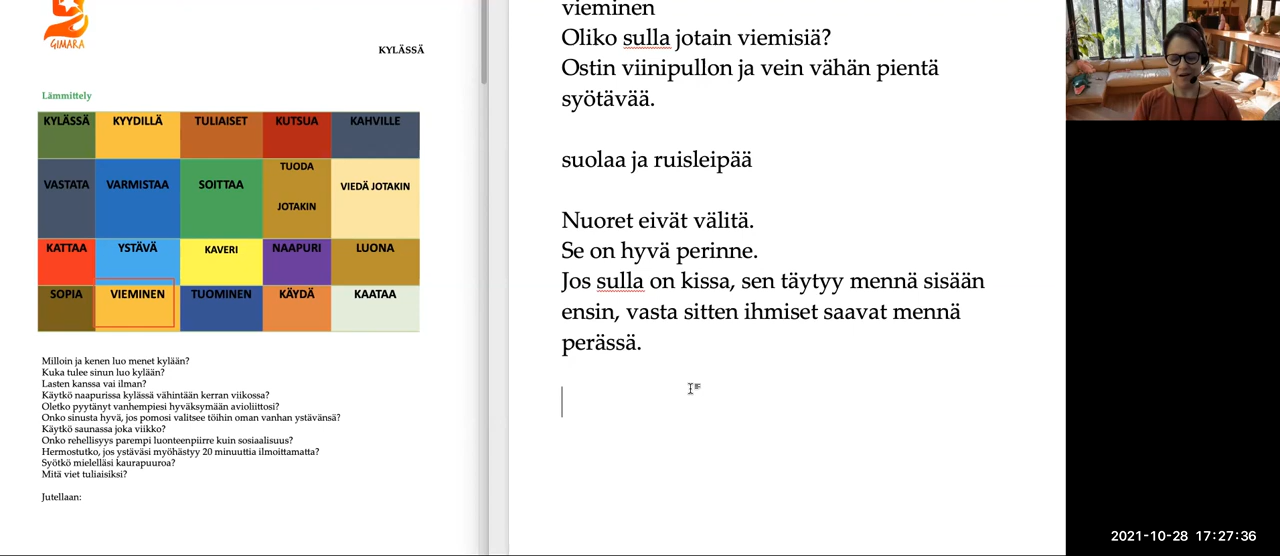 GIMARA
KYLÄSSÄ
Lämmittely
KYLÄSSÄ KYYDILLÄ TULIAISET KUTSUA KAHVILLE
VASTATA VARMISTAA SOITTAA TUODA JOTAKIN VIEDÄ JOTAKIN
KATTAA YSTÄVÄ KAVERI NAAPURI LUONA
SOPIA VIEMINEN TUOMINEN KÄYDÄ KAATAA
Milloin ja kenen luo menet kylään?
Kuka tulee sinun luo kylään?
Lasten kanssa vai ilman?
Käytkö naapurissa kylässä vähintään kerran viikossa?
Oletko pyytänyt vanhempiesi hyväksymään avioliittosi?
Onko sinusta hyvä, jos pomosi valitsee töihin oman vanhan ystävänsä?
Käytkö saunassa joka viikko?
Onko rehellisyys parempi luonteenpiirre kuin sosiaalisuus?
Hermostutko, jos ystäväsi myöhästyy 20 minuuttia ilmoittamatta?
Syötkö mielelläsi kaurapuuroa?
Mitä viet tuliaisiksi?
Jutellaan:
vieminen
Oliko sulla jotain viemisiä?
Ostin viinipullon ja vein vähän pientä
syötävää.
suolaa ja ruisleipää
Nuoret eivät välitä.
Se on hyvä perinne.
Jos sulla on kissa, sen täytyy mennä sisään
ensin, vasta sitten ihmiset saavat mennä
perässä.
2021-10-28 17:27:36